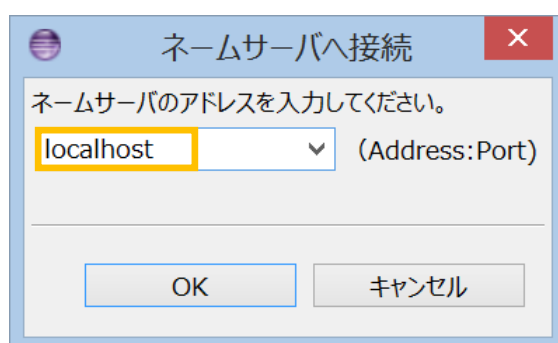 ネームサーバへ接続
ネームサーバのアドレスを入力してください。
localhost (Address:Port)
OK キャンセル